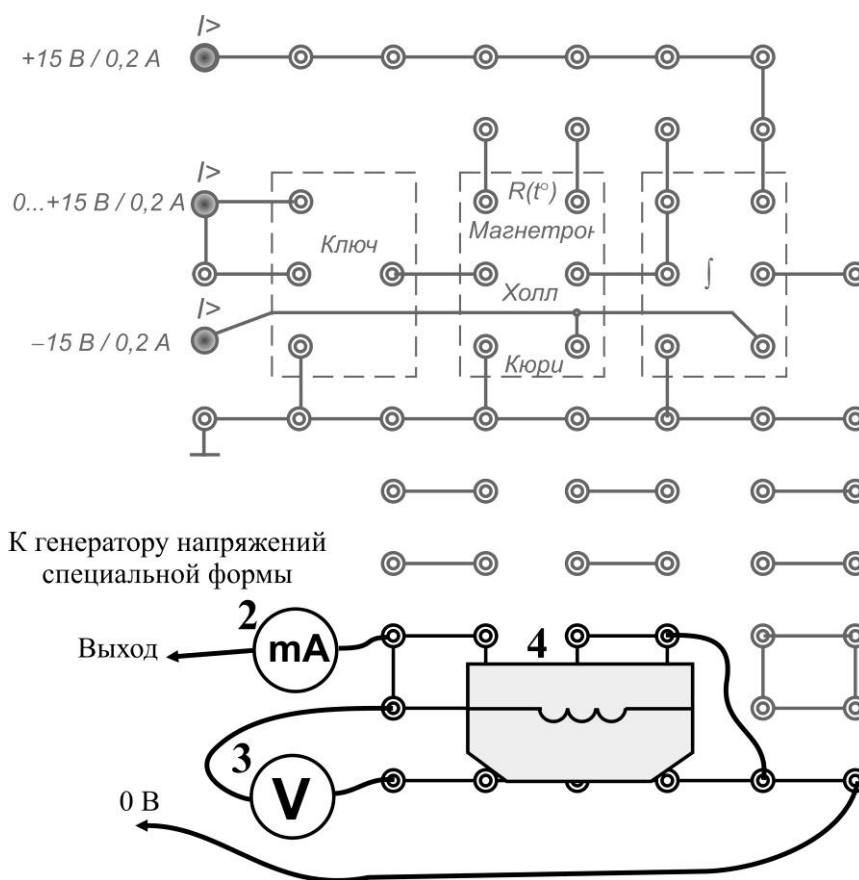 I>
+15 В / 0,2 А
I>
0...+15 В / 0,2 А
R(t°)
Магнетрон
Ключ
∫
Холл
I>
–15 В / 0,2 А
Кюри
К генератору напряжений
специальной формы
2
mA
Выход
4
3
V
0 В